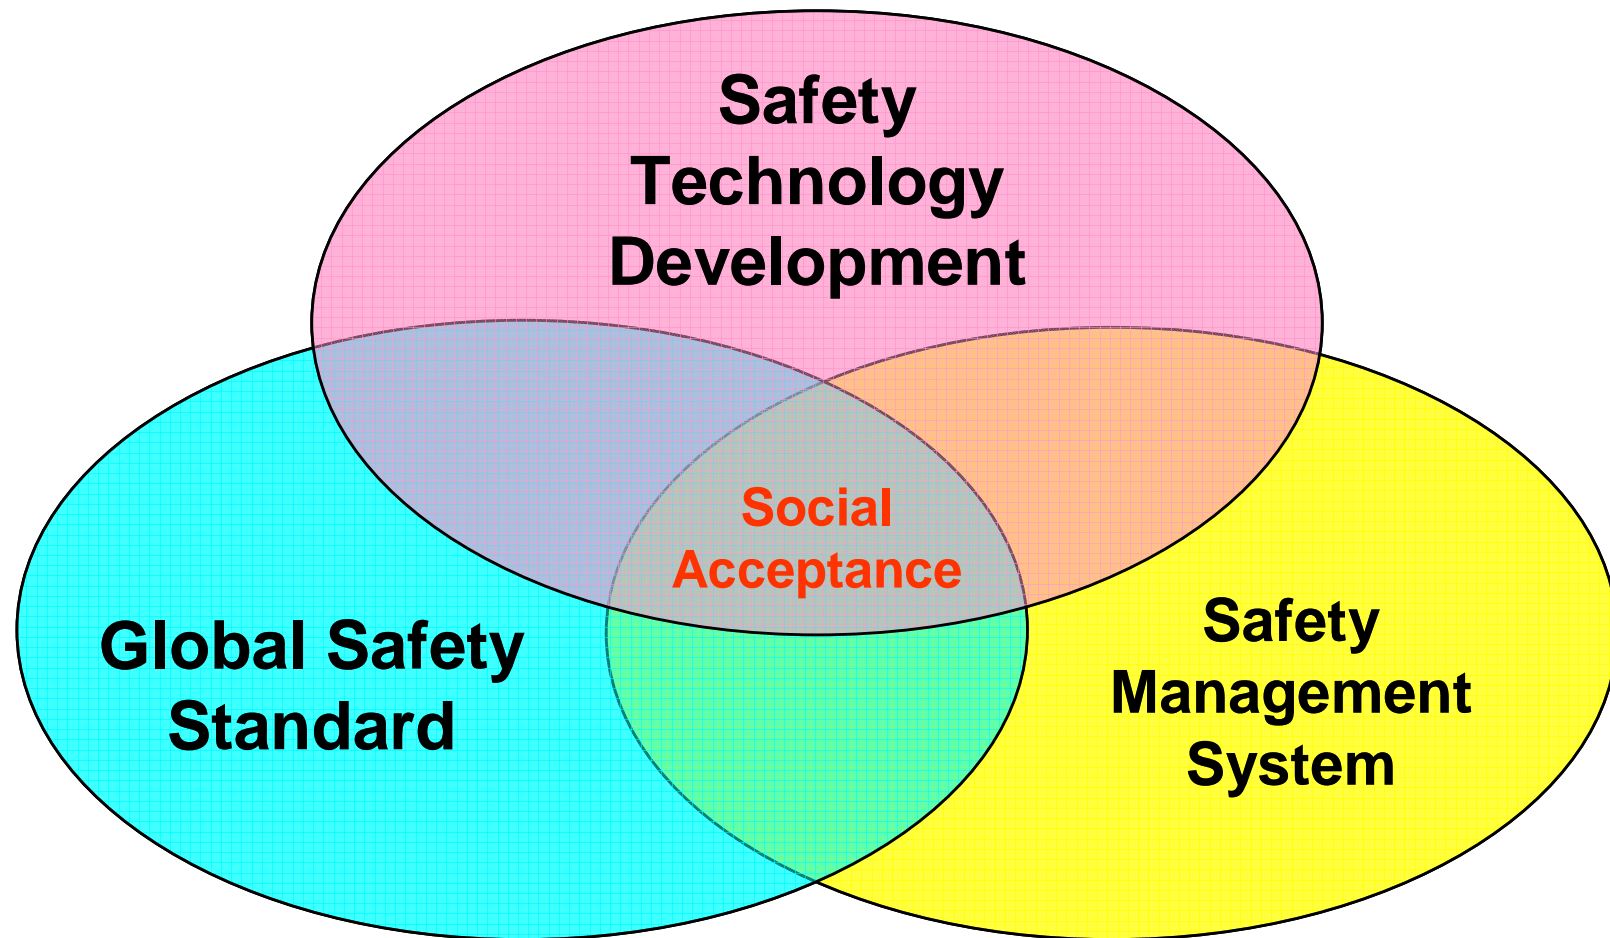 Safety
Technology
Development
Social
Acceptance
Global Safety
Standard
Safety
Management
System